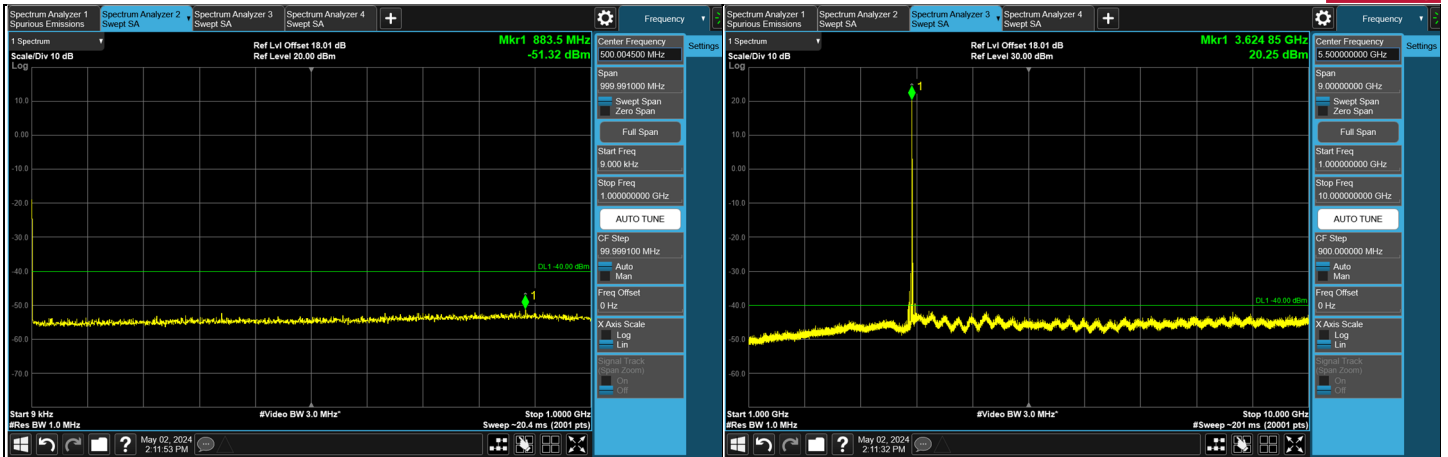 Spectrum Analyzer 1
Spurious Emissions
Spectrum Analyzer 2
Swept SA
Spectrum Analyzer 3
Swept SA
Spectrum Analyzer 4
Swept SA
Frequency
1 Spectrum
Scale/Div 10 dB
Log
Ref Lvl Offset 18.01 dB
Ref Level 20.00 dBm
Mkr1 883.5 MHz
-51.32 dBm
10.0
0.00
-10.0
-20.0
-30.0
-40.0
-50.0
-60.0
-70.0
DL1 -40.00 dBm
1
Start 9 kHz
#Res BW 1.0 MHz
#Video BW 3.0 MHz*
Stop 1.0000 GHz
Sweep ~20.4 ms (2001 pts)
Center Frequency
500.004500 MHz
Settings
Span
999.991000 MHz
Swept Span
Zero Span
Full Span
Start Freq
9.000 kHz
Stop Freq
1.000000000 GHz
AUTO TUNE
CF Step
99.999100 MHz
Auto
Man
Freq Offset
0 Hz
X Axis Scale
Log
Lin
Signal Track
(Span Zoom)
On
Off
?
May 02, 2024
2:11:53 PM
Spectrum Analyzer 1
Spurious Emissions
Spectrum Analyzer 2
Swept SA
Spectrum Analyzer 3
Swept SA
Spectrum Analyzer 4
Swept SA
Frequency
1 Spectrum
Scale/Div 10 dB
Log
Ref Lvl Offset 18.01 dB
Ref Level 30.00 dBm
Mkr1 3.624 85 GHz
20.25 dBm
20.0
10.0
0.00
-10.0
-20.0
-30.0
-40.0
-50.0
-60.0
DL1 -40.00 dBm
1
Start 1.000 GHz
#Res BW 1.0 MHz
#Video BW 3.0 MHz*
Stop 10.000 GHz
#Sweep ~201 ms (20001 pts)
Center Frequency
5.500000000 GHz
Settings
Span
9.00000000 GHz
Swept Span
Zero Span
Full Span
Start Freq
1.000000000 GHz
Stop Freq
10.00000000 GHz
AUTO TUNE
CF Step
900.000000 MHz
Auto
Man
Freq Offset
0 Hz
X Axis Scale
Log
Lin
Signal Track
(Span Zoom)
On
Off
?
May 02, 2024
2:11:32 PM